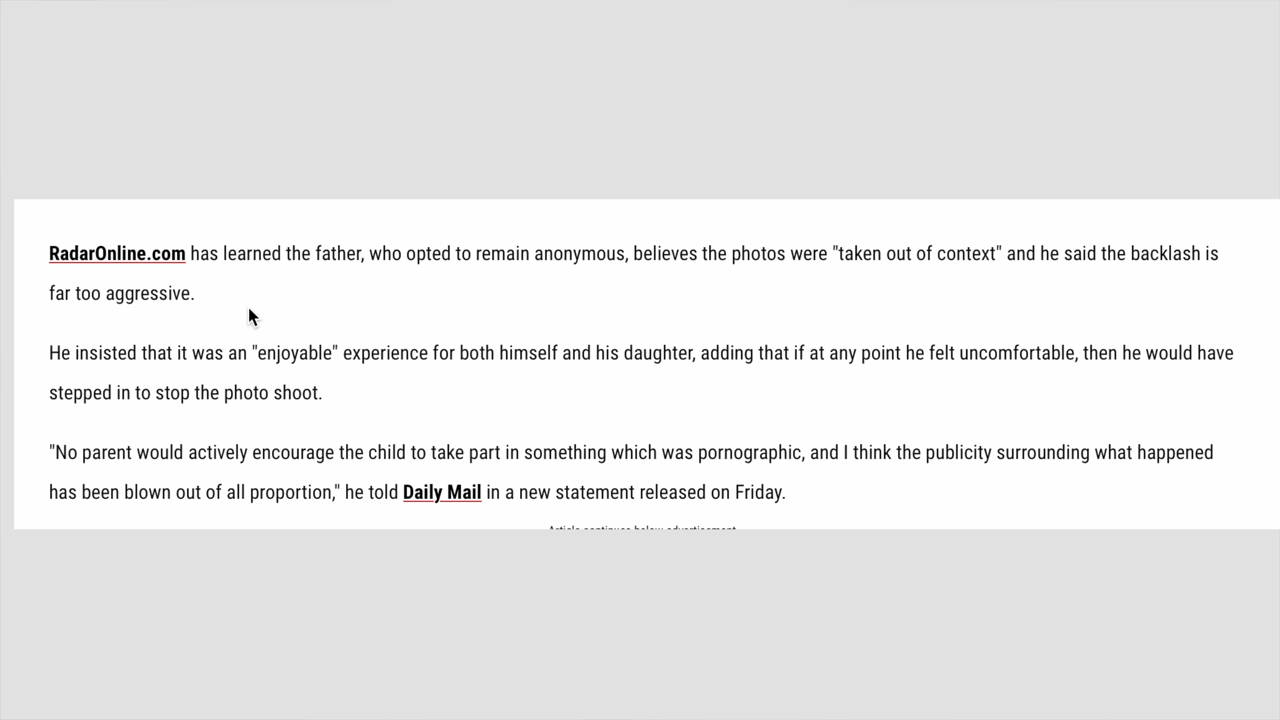 RadarOnline.com has learned the father, who opted to remain anonymous, believes the photos were "taken out of context" and he said the backlash is
far too aggressive.
He insisted that it was an "enjoyable" experience for both himself and his daughter, adding that if at any point he felt uncomfortable, then he would have
stepped in to stop the photo shoot.
"No parent would actively encourage the child to take part in something which was pornographic, and I think the publicity surrounding what happened
has been blown out of all proportion," he told Daily Mail in a new statement released on Friday.
Article continues below advertisement